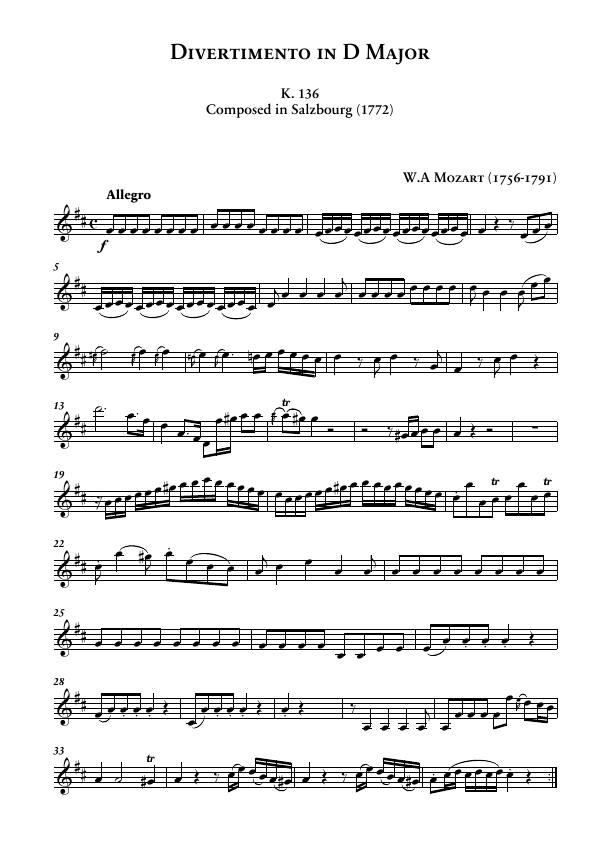 Divertimento in D Major
K. 136
Composed in Salzbourg (1772)
W.A Mozart (1756-1791)
Allegro
f
5
9
13
tr
19
tr tr
22
25
28
33
tr